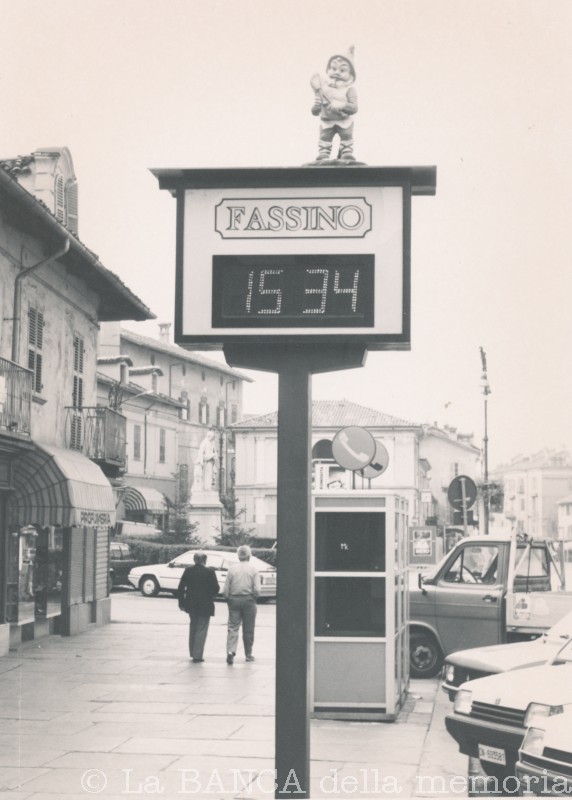 FASSINO
15 34
PROFUMERIA
© La BANCA della memoria